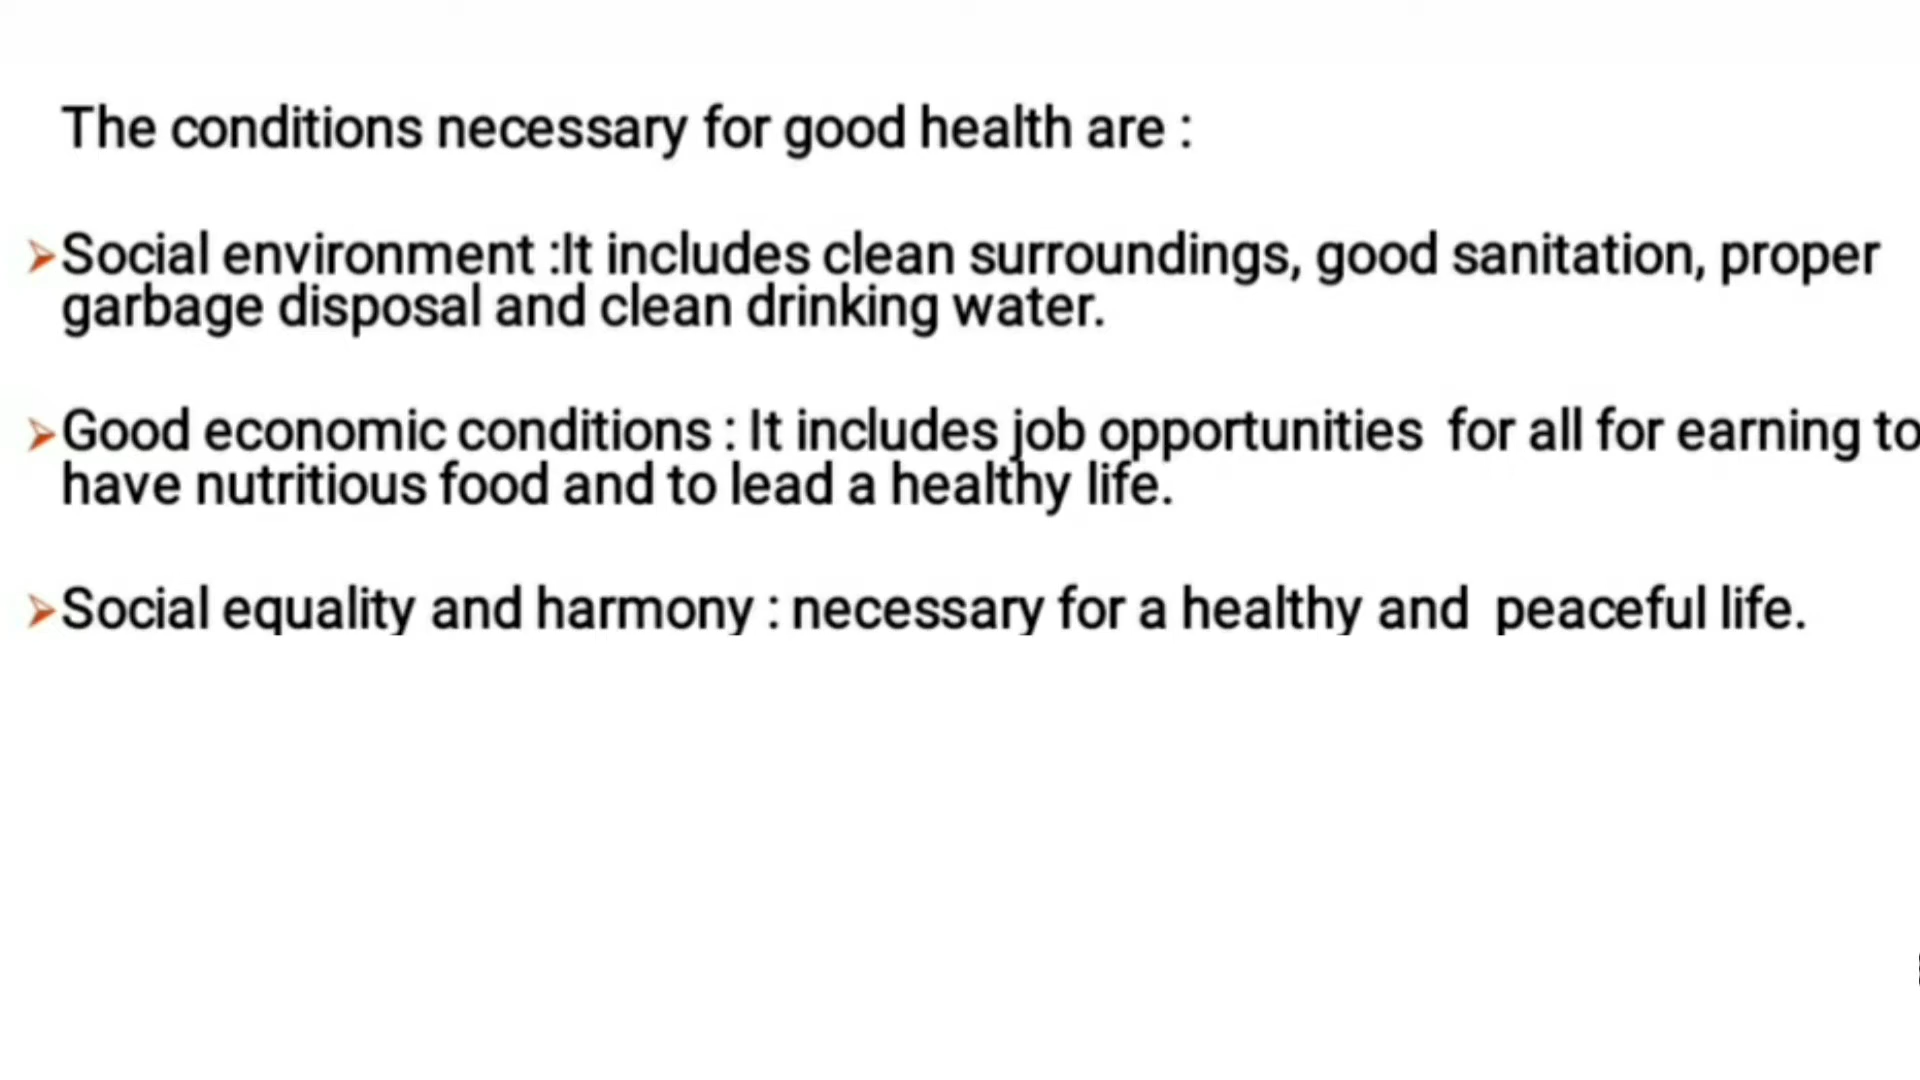 The conditions necessary for good health are :
➢Social environment :It includes clean surroundings, good sanitation, proper
garbage disposal and clean drinking water.
➢Good economic conditions : It includes job opportunities  for all for earning to
have nutritious food and to lead a healthy life.
➢Social equality and harmony : necessary for a healthy and  peaceful life.